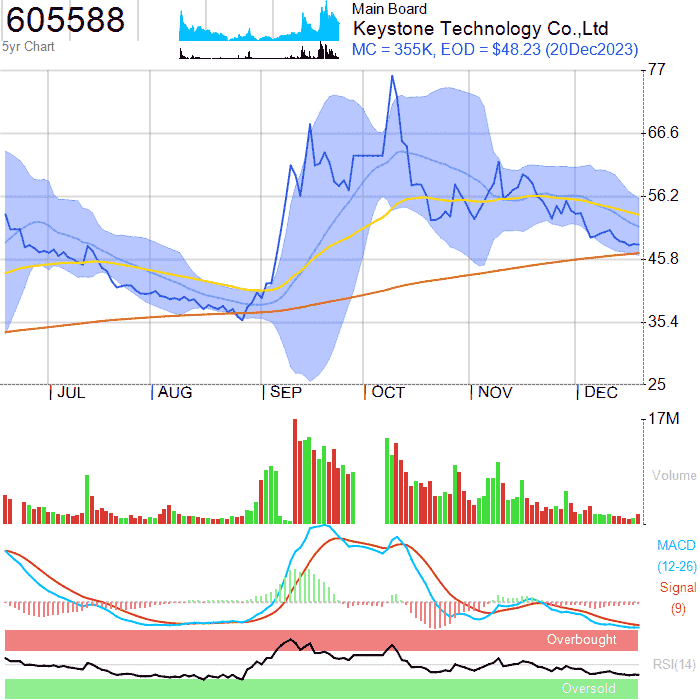 605588
5yr Chart
Main Board
Keystone Technology Co.,Ltd
MC = 355K, EOD = $48.23 (20Dec2023)
77
66.6
56.2
45.8
35.4
25
JUL AUG SEP OCT NOV DEC
17M
Volume
MACD
(12-26)
Signal
(9)
Overbought
RSI(14)
Oversold